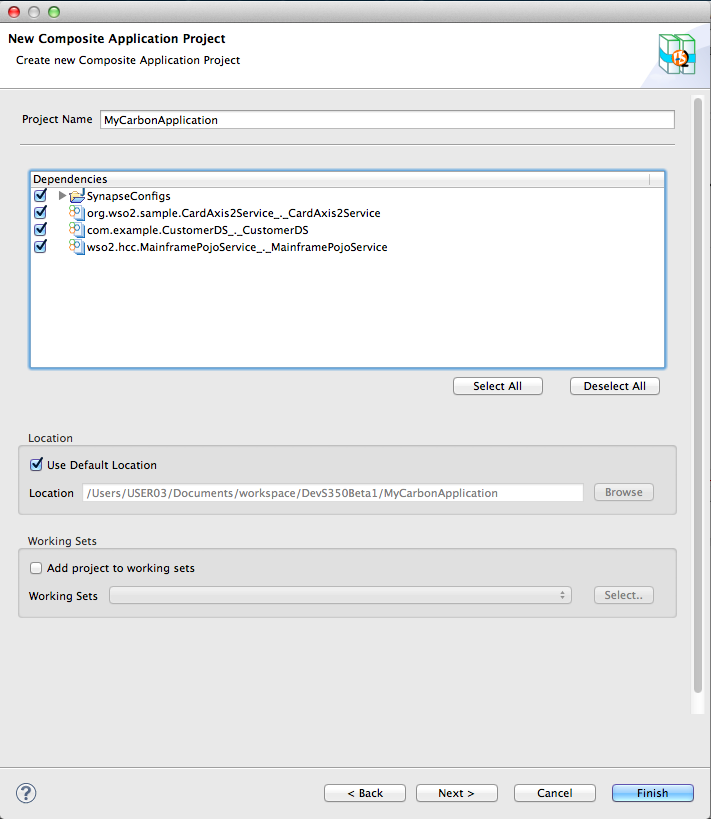 New Composite Application Project
Create new Composite Application Project
Project Name MyCarbonApplication
Dependencies
SynapseConfigs
org.wso2.sample.CardAxis2Service_._CardAxis2Service
com.example.CustomerDS_._CustomerDS
wso2.hcc.MainframePojoService_._MainframePojoService
Select All Deselect All
Location
Use Default Location
Location /Users/USER03/Documents/workspace/DevS350Beta1/MyCarbonApplication Browse
Working Sets
Add project to working sets
Working Sets Select..
? < Back Next > Cancel Finish